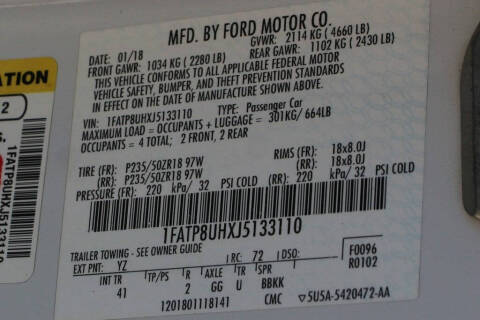 MFD. BY FORD MOTOR CO.
DATE: 01/18
GVWR: 2114 KG (4660 LB)
FRONT GAWR: 1034 KG (2280 LB)
REAR GAWR: 1102 KG (2430 LB)
THIS VEHICLE CONFORMS TO ALL APPLICABLE FEDERAL MOTOR
VEHICLE SAFETY, BUMPER, AND THEFT PREVENTION STANDARDS
IN EFFECT ON THE DATE OF MANUFACTURE SHOWN ABOVE.
VIN: 1FATP8UHXJ5133110
TYPE: Passenger Car
MAXIMUM LOAD = OCCUPANTS + LUGGAGE = 301KG/ 664LB
OCCUPANTS = 4 TOTAL; 2 FRONT, 2 REAR
TIRE (FR): P235/50ZR18 97W
RIMS (FR): 18x8.0J
(RR): P235/50ZR18 97W
(RR): 18x8.0J
PRESSURE (FR): 220 kPa/ 32 PSI COLD
(RR): 220 kPa/ 32 PSI COLD
1FATP8UHXJ5133110
TRAILER TOWING - SEE OWNER GUIDE
F0096
R0102
EXT PNT: YZ RC: 72 DSO:
INT TR TP/PS R AXLE TR SPR
41 2 GG U BBKK
1201801118141 CMC
5U5A-5420472-AA
ATION
2
S.
1FATP8UHXJ5133110